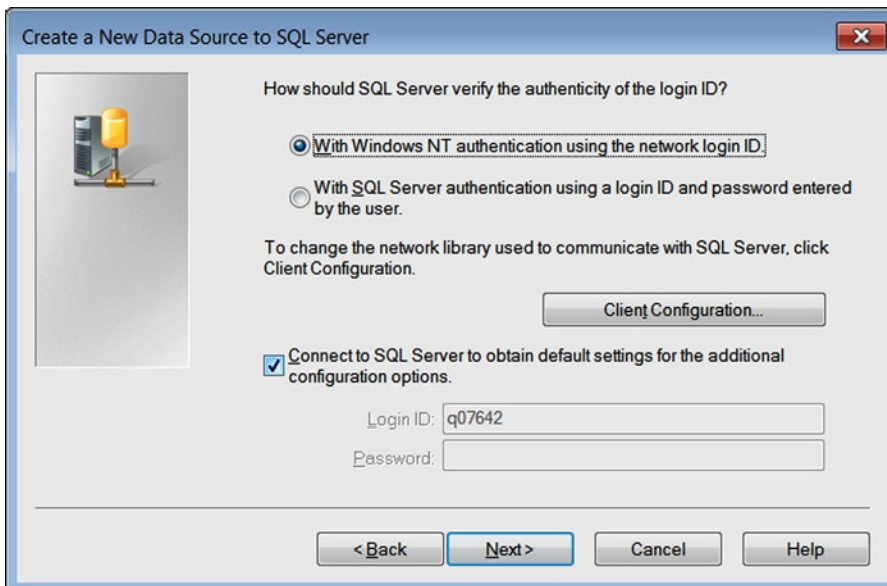 Create a New Data Source to SQL Server
How should SQL Server verify the authenticity of the login ID?
With Windows NT authentication using the network login ID.
With SQL Server authentication using a login ID and password entered
by the user.
To change the network library used to communicate with SQL Server, click
Client Configuration.
Client Configuration...
Connect to SQL Server to obtain default settings for the additional
configuration options.
Login ID: q07642
Password:
< Back Next > Cancel Help